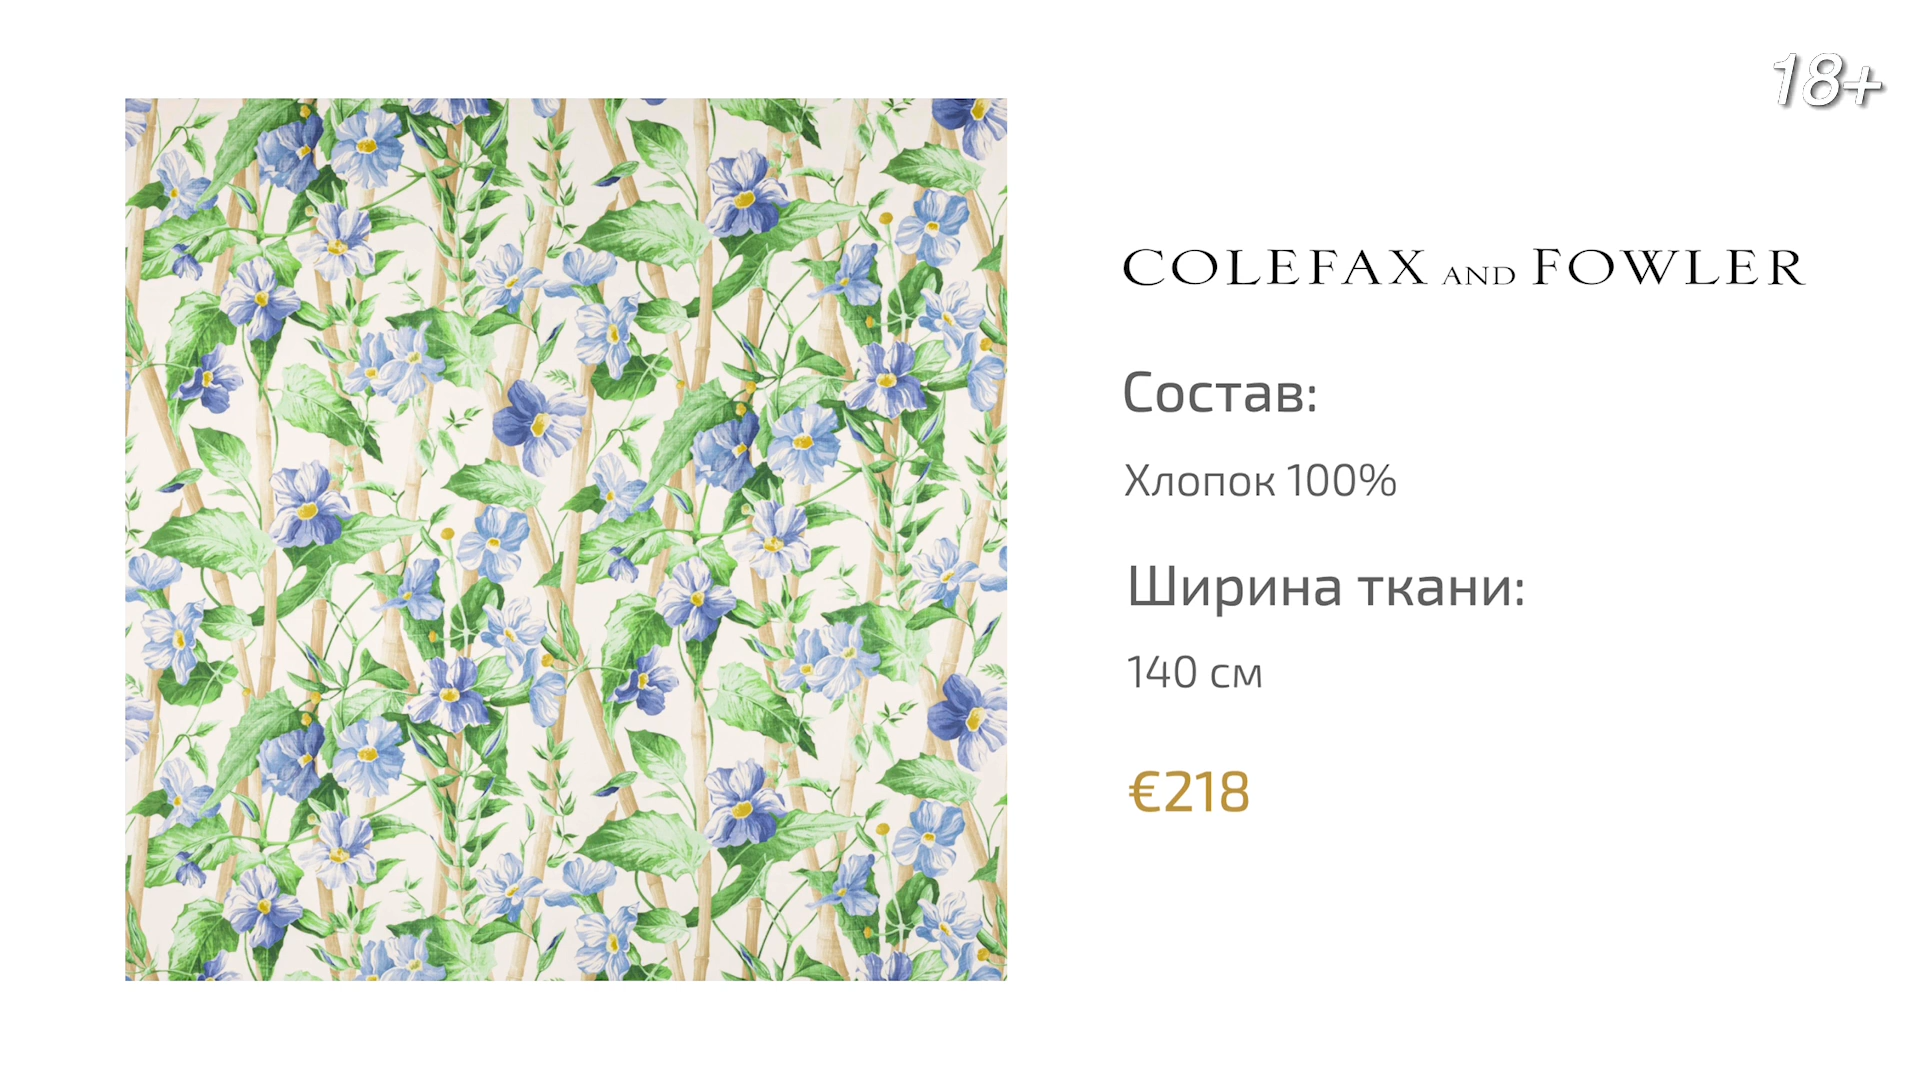 18+
COLEFAX AND FOWLER
Состав:
Хлопок 100%
Ширина ткани:
140 см
€218